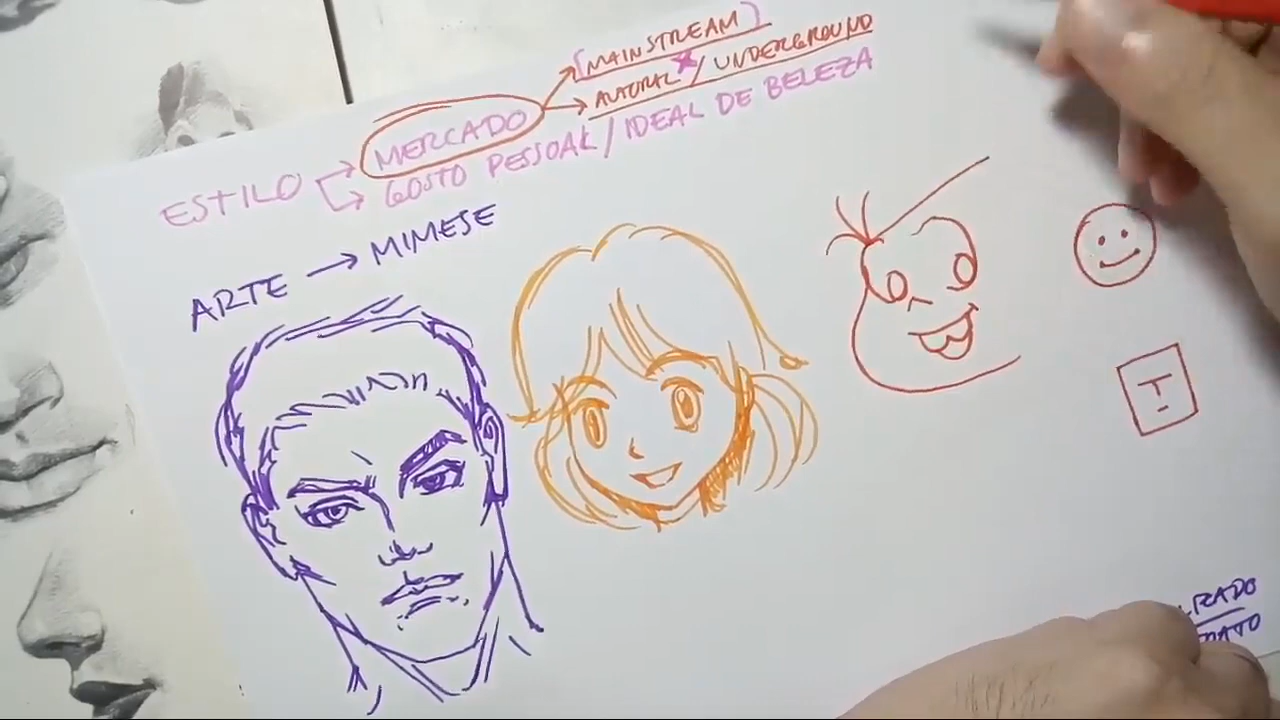 [MAINSTREAM]
AUTORAL* / UNDERGROUND
ESTILO → MERCADO
→ GOSTO PESSOAL / IDEAL DE BELEZA
ARTE → MIMESE